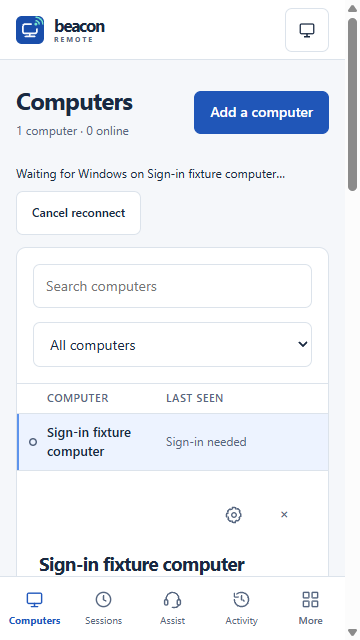 beacon
REMOTE
Computers
1 computer · 0 online
Add a computer
Waiting for Windows on Sign-in fixture computer...
Cancel reconnect
Search computers
All computers
COMPUTER LAST SEEN
Sign-in fixture
computer
Sign-in needed
×
Sign-in fixture computer
Computers Sessions Assist Activity More